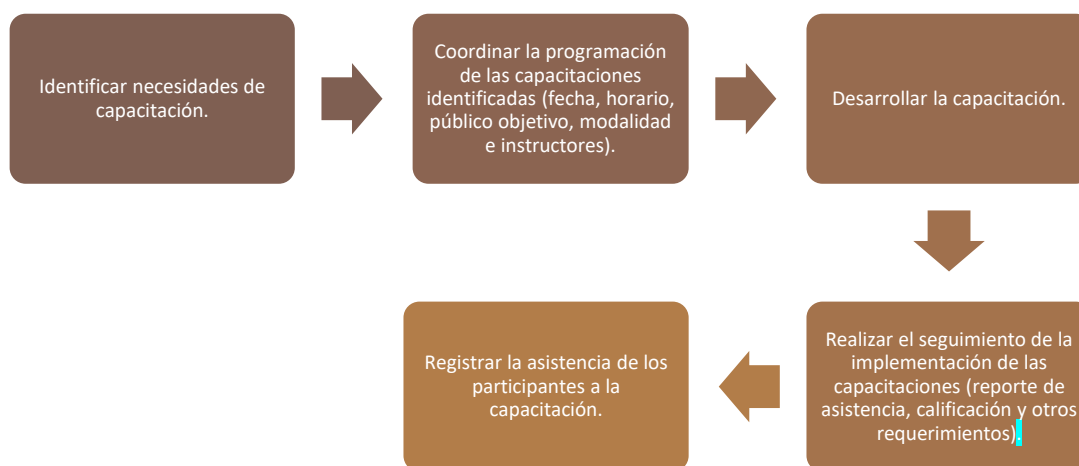 Identificar necesidades de
capacitación.
Coordinar la programación
de las capacitaciones
identificadas (fecha, horario,
público objetivo, modalidad
e instructores).
Desarrollar la capacitación.
Realizar el seguimiento de la
implementación de las
capacitaciones (reporte de
asistencia, calificación y otros
requerimientos).
Registrar la asistencia de los
participantes a la
capacitación.